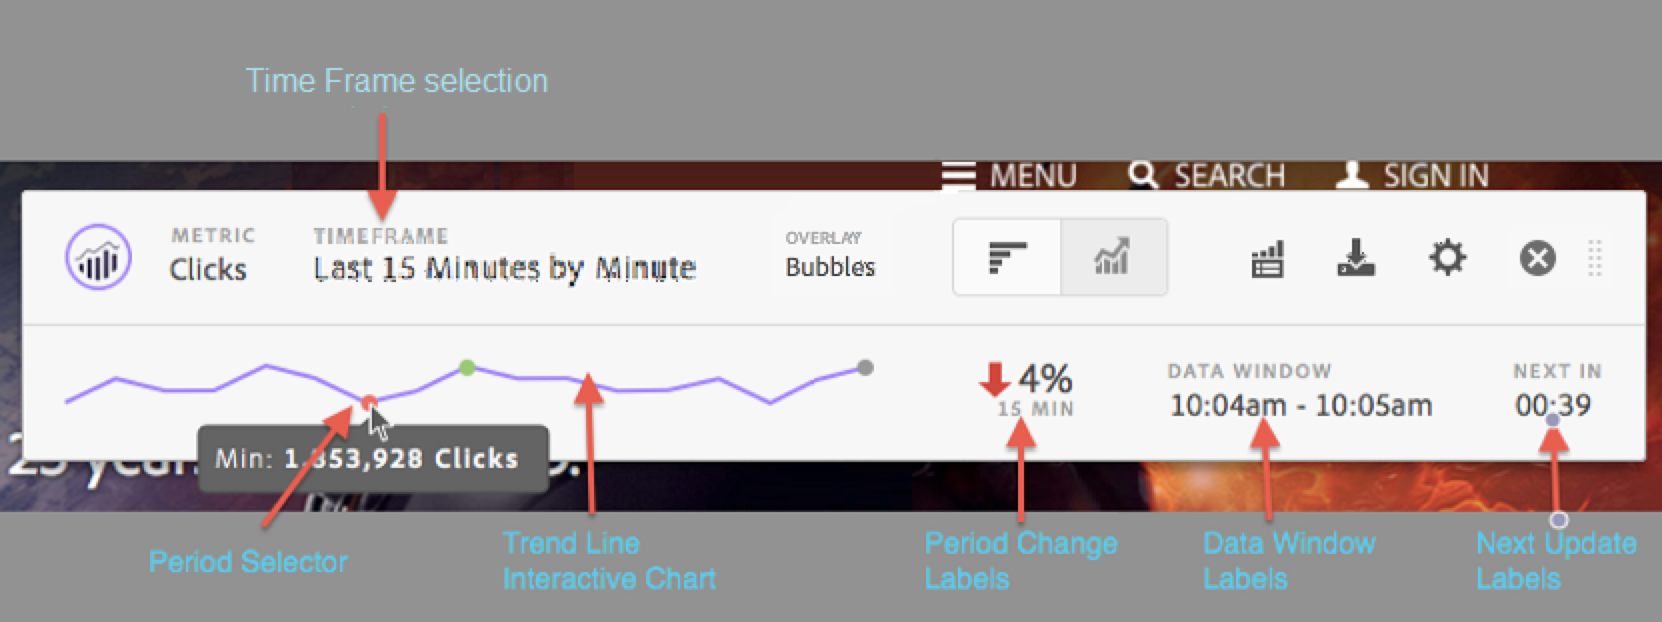 Time Frame selection
MENU SEARCH SIGN IN
METRIC
Clicks
TIMEFRAME
Last 15 Minutes by Minute
OVERLAY
Bubbles
4%
15 MIN
DATA WINDOW
10:04am - 10:05am
NEXT IN
00:39
Min: 1,353,928 Clicks
Period Selector
Trend Line
Interactive Chart
Period Change
Labels
Data Window
Labels
Next Update
Labels